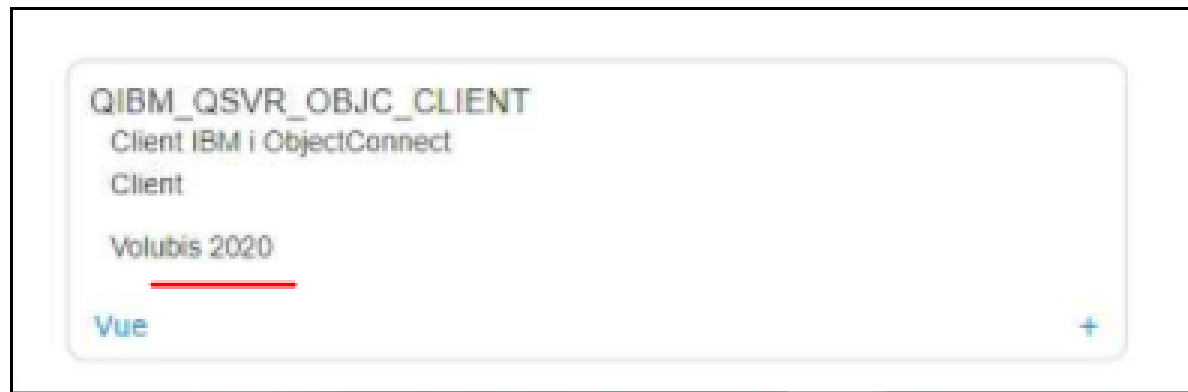 QIBM_QSVR_OBJC_CLIENT
Client IBM i ObjectConnect
Client
Volubis 2020
Vue +